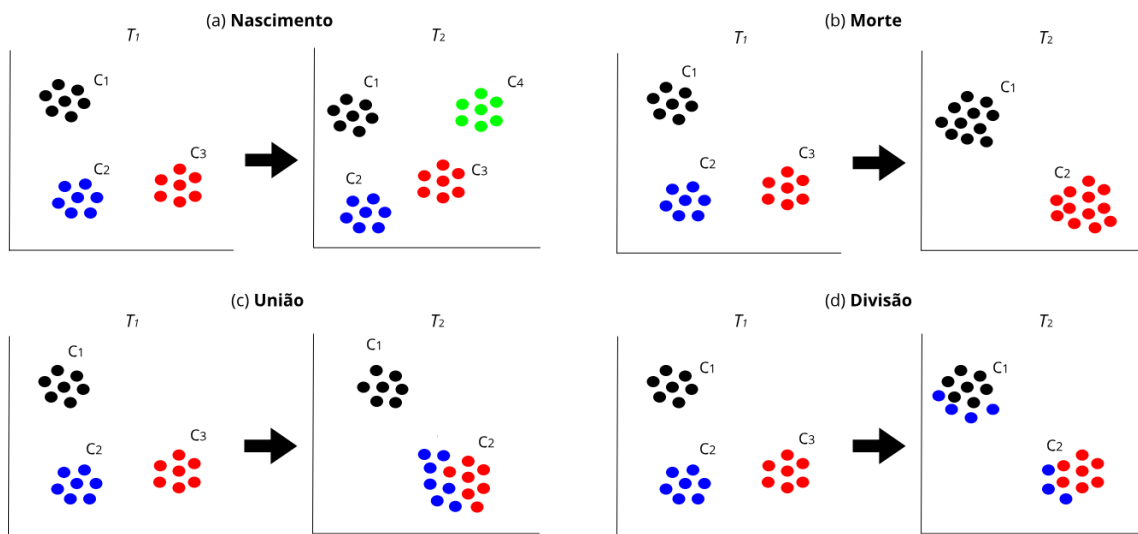 (a) Nascimento
T1
T2
C1
C2
C3
C1
C4
C2
C3
(b) Morte
T1
T2
C1
C2
C3
C1
C2
(c) União
T1
T2
C1
C2
C3
C1
C2
(d) Divisão
T1
T2
C1
C2
C3
C1
C2